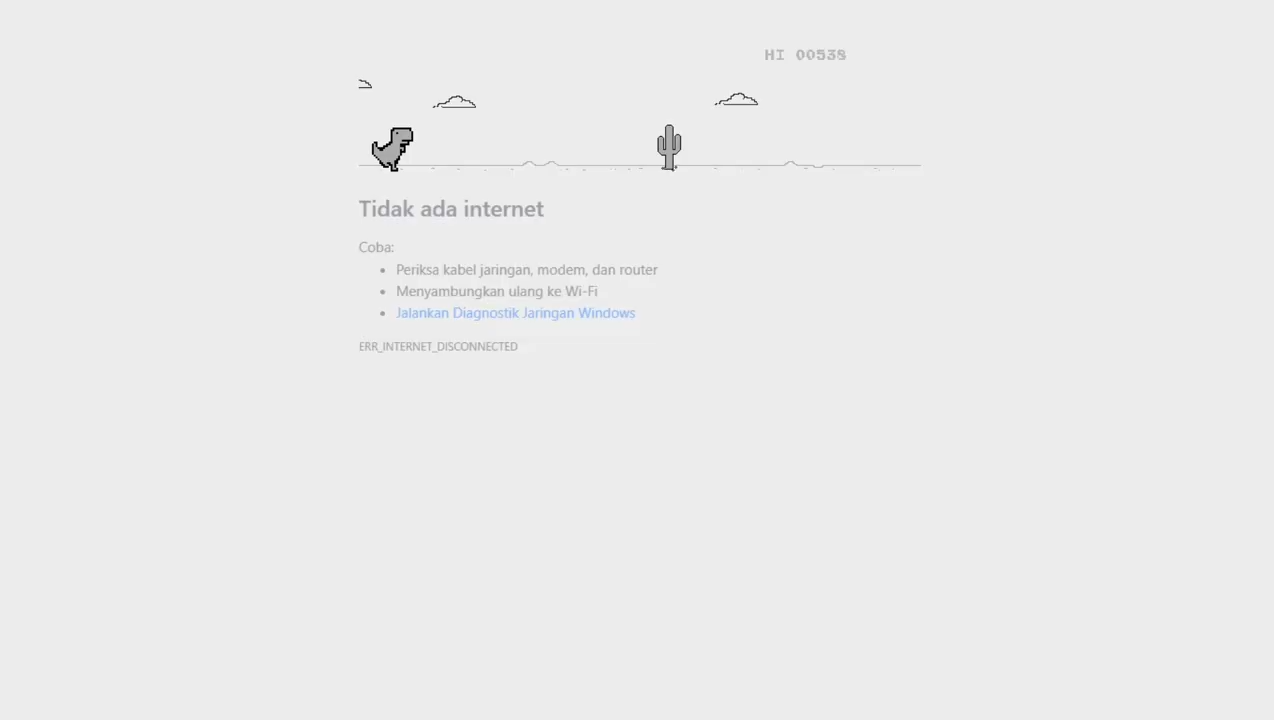 HI 00538
Tidak ada internet
Coba:
Periksa kabel jaringan, modem, dan router
Menyambungkan ulang ke Wi-Fi
Jalankan Diagnostik Jaringan Windows
ERR_INTERNET_DISCONNECTED